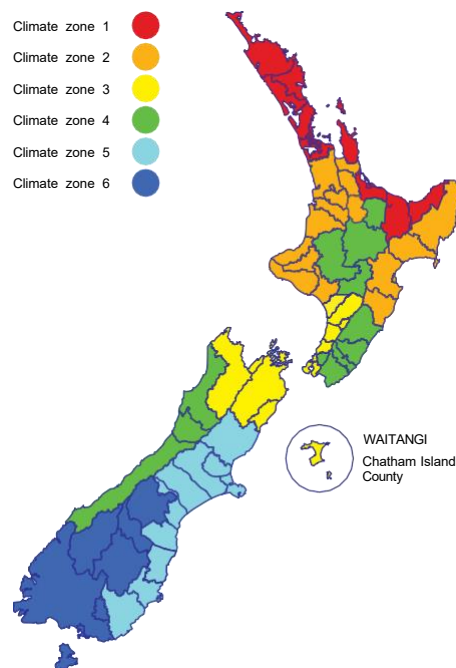 Climate zone 1
Climate zone 2
Climate zone 3
Climate zone 4
Climate zone 5
Climate zone 6
WAITANGI
Chatham Island
County